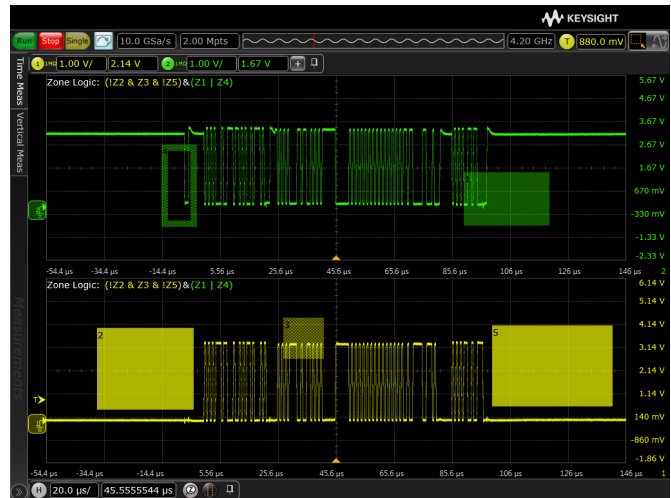 KEYSIGHT
Run Stop Single 10.0 GSa/s 2.00 Mpts 4.20 GHz T 880.0 mV
1 1MΩ 1.00 V/ 2.14 V 2 1MΩ 1.00 V/ 1.67 V +
Time Meas
Vertical Meas
Measurements
Zone Logic: (!Z2 & Z3 & !Z5)&(Z1 | Z4)
5.67 V
4.67 V
3.67 V
2.67 V
1.67 V
670 mV
-330 mV
-1.33 V
-2.33 V
-54.4 µs -34.4 µs -14.4 µs 5.56 µs 25.6 µs 45.6 µs 65.6 µs 85.6 µs 106 µs 126 µs 146 µs 2
Zone Logic: (!Z2 & Z3 & !Z5)&(Z1 | Z4)
6.14 V
5.14 V
4.14 V
3.14 V
2.14 V
1.14 V
140 mV
-860 mV
-1.86 V
2
3
5
T
-54.4 µs -34.4 µs -14.4 µs 5.56 µs 25.6 µs 45.6 µs 65.6 µs 85.6 µs 106 µs 126 µs 146 µs 1
H 20.0 µs/ 45.5555544 µs Z